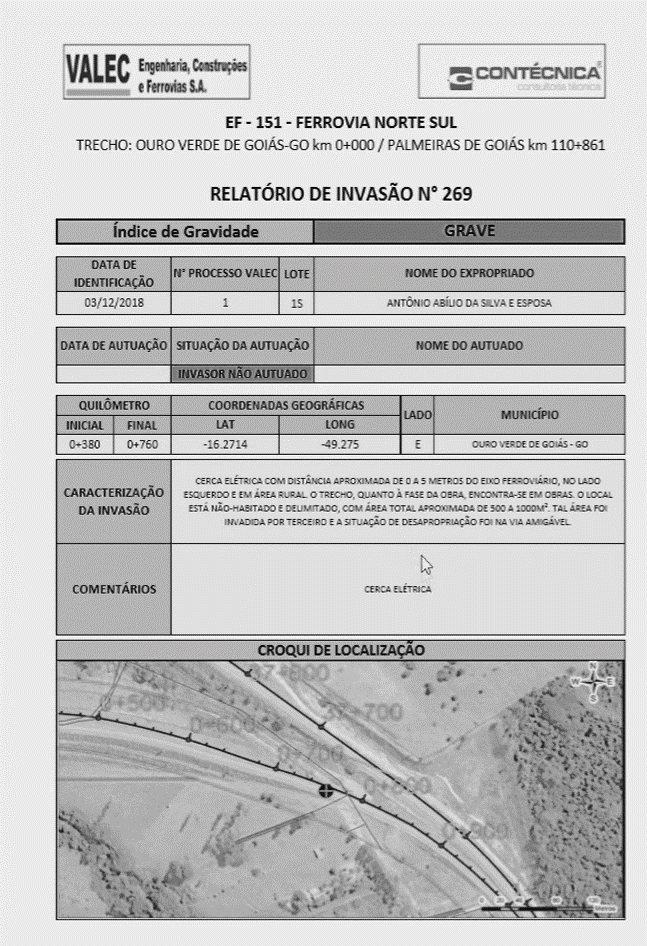 VALEC Engenharia, Construções
e Ferrovias S.A.
CONTÉCNICA®
consultoria técnica
EF - 151 - FERROVIA NORTE SUL
TRECHO: OURO VERDE DE GOIÁS-GO km 0+000 / PALMEIRAS DE GOIÁS km 110+861
RELATÓRIO DE INVASÃO N° 269
Índice de Gravidade GRAVE
DATA DE IDENTIFICAÇÃO N° PROCESSO VALEC LOTE NOME DO EXPROPRIADO
03/12/2018 1 1S ANTÔNIO ABÍLIO DA SILVA E ESPOSA
DATA DE AUTUAÇÃO SITUAÇÃO DA AUTUAÇÃO NOME DO AUTUADO
INVASOR NÃO AUTUADO
QUILÔMETRO COORDENADAS GEOGRÁFICAS LADO MUNICÍPIO
INICIAL FINAL LAT LONG
0+380 0+760 -16.2714 -49.275 E OURO VERDE DE GOIÁS - GO
CARACTERIZAÇÃO
DA INVASÃO
CERCA ELÉTRICA COM DISTÂNCIA APROXIMADA DE 0 A 5 METROS DO EIXO FERROVIÁRIO, NO LADO
ESQUERDO E EM ÁREA RURAL. O TRECHO, QUANTO À FASE DA OBRA, ENCONTRA-SE EM OBRAS. O LOCAL
ESTÁ NÃO-HABITADO E DELIMITADO, COM ÁREA TOTAL APROXIMADA DE 500 A 1000M². TAL ÁREA FOI
INVADIDA POR TERCEIRO E A SITUAÇÃO DE DESAPROPRIAÇÃO FOI NA VIA AMIGÁVEL.
COMENTÁRIOS
CERCA ELÉTRICA
CROQUI DE LOCALIZAÇÃO
37+800
0+500
37+700
0+600
0+700
0+800
0+900
N
W E
S
0 20 40 80 120
Metros